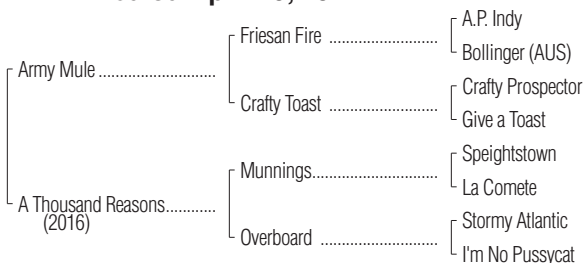 A.P. Indy
Friesan Fire ............................
Bollinger (AUS)
Army Mule ..............................
Crafty Prospector
Crafty Toast ...........................
Give a Toast
Speightstown
Munnings................................
La Comete
A Thousand Reasons.............
(2016)
Stormy Atlantic
Overboard ..............................
I'm No Pussycat